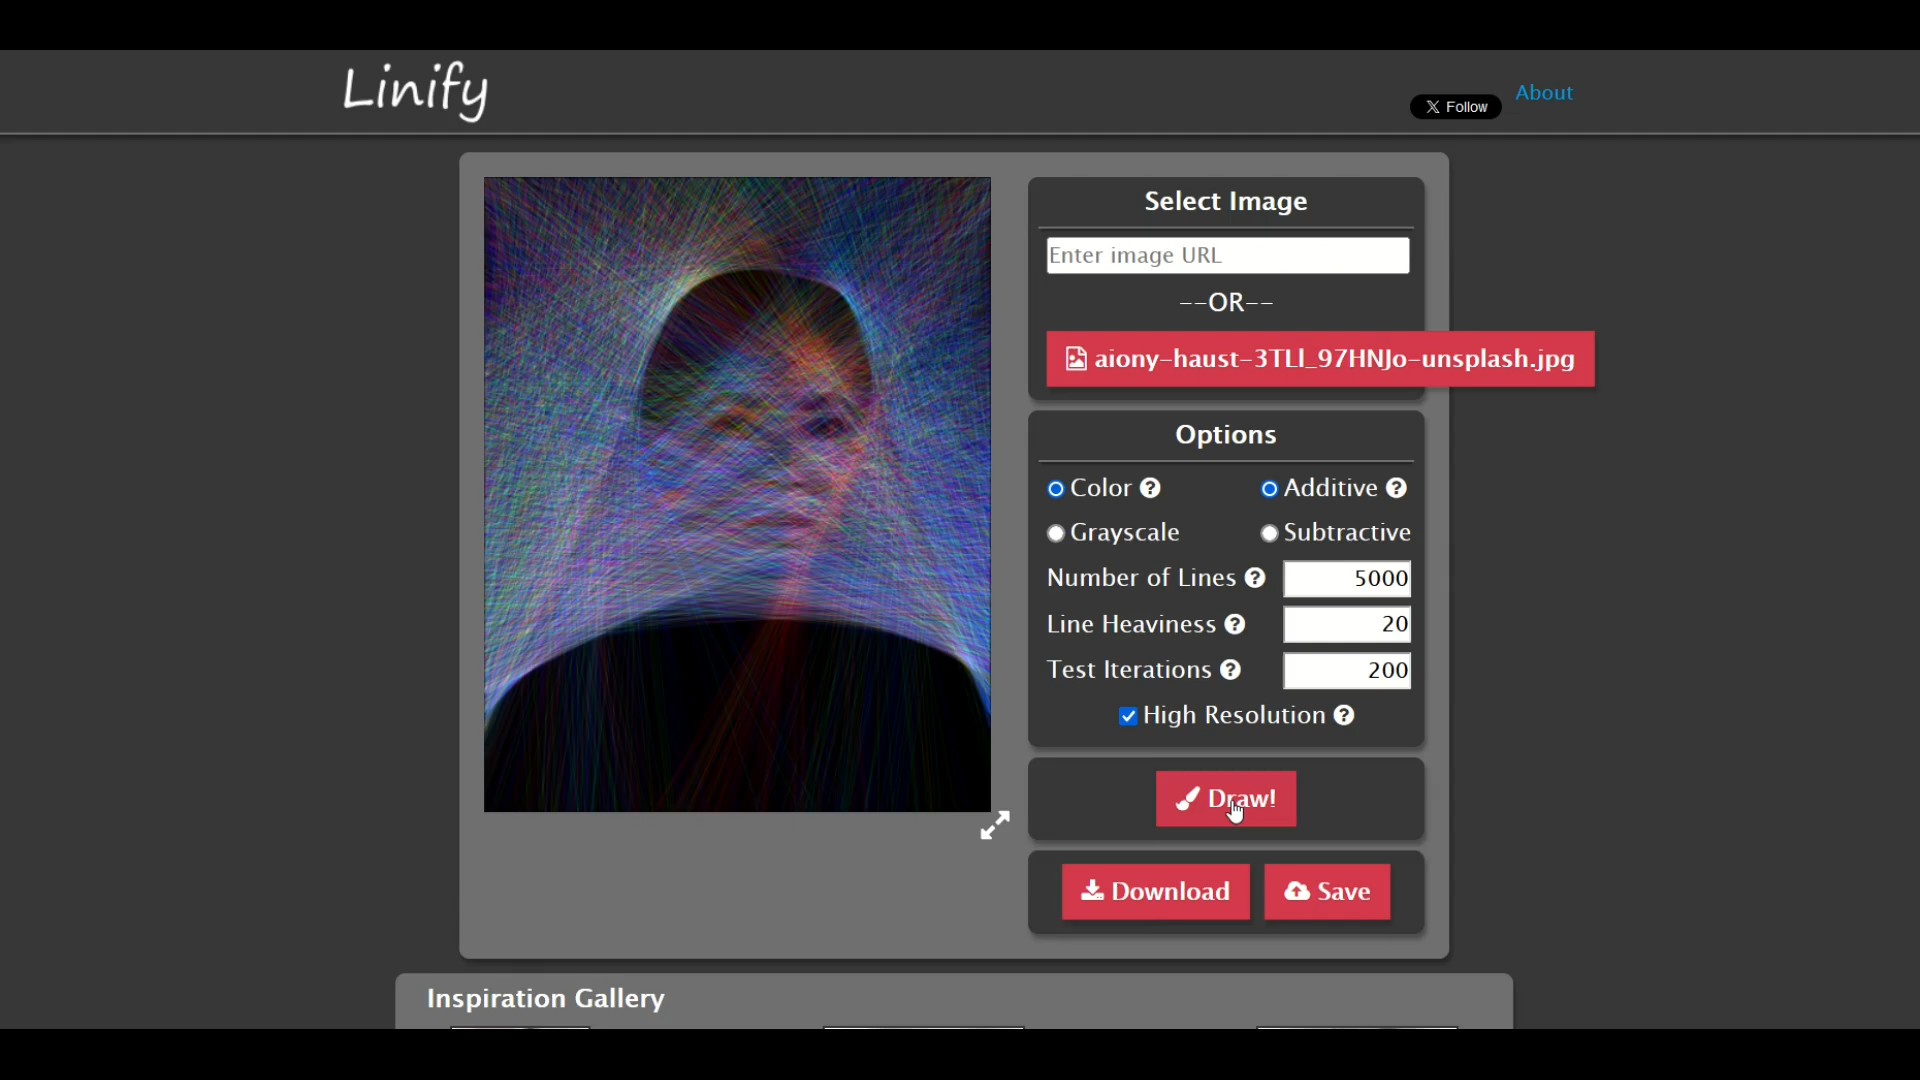 Linify
Follow
About
Select Image
Enter image URL
--OR--
aiony-haust-3TLl_97HNJo-unsplash.jpg
Options
Color
Additive
Grayscale
Subtractive
Number of Lines
5000
Line Heaviness
20
Test Iterations
200
High Resolution
Draw!
Download
Save
Inspiration Gallery